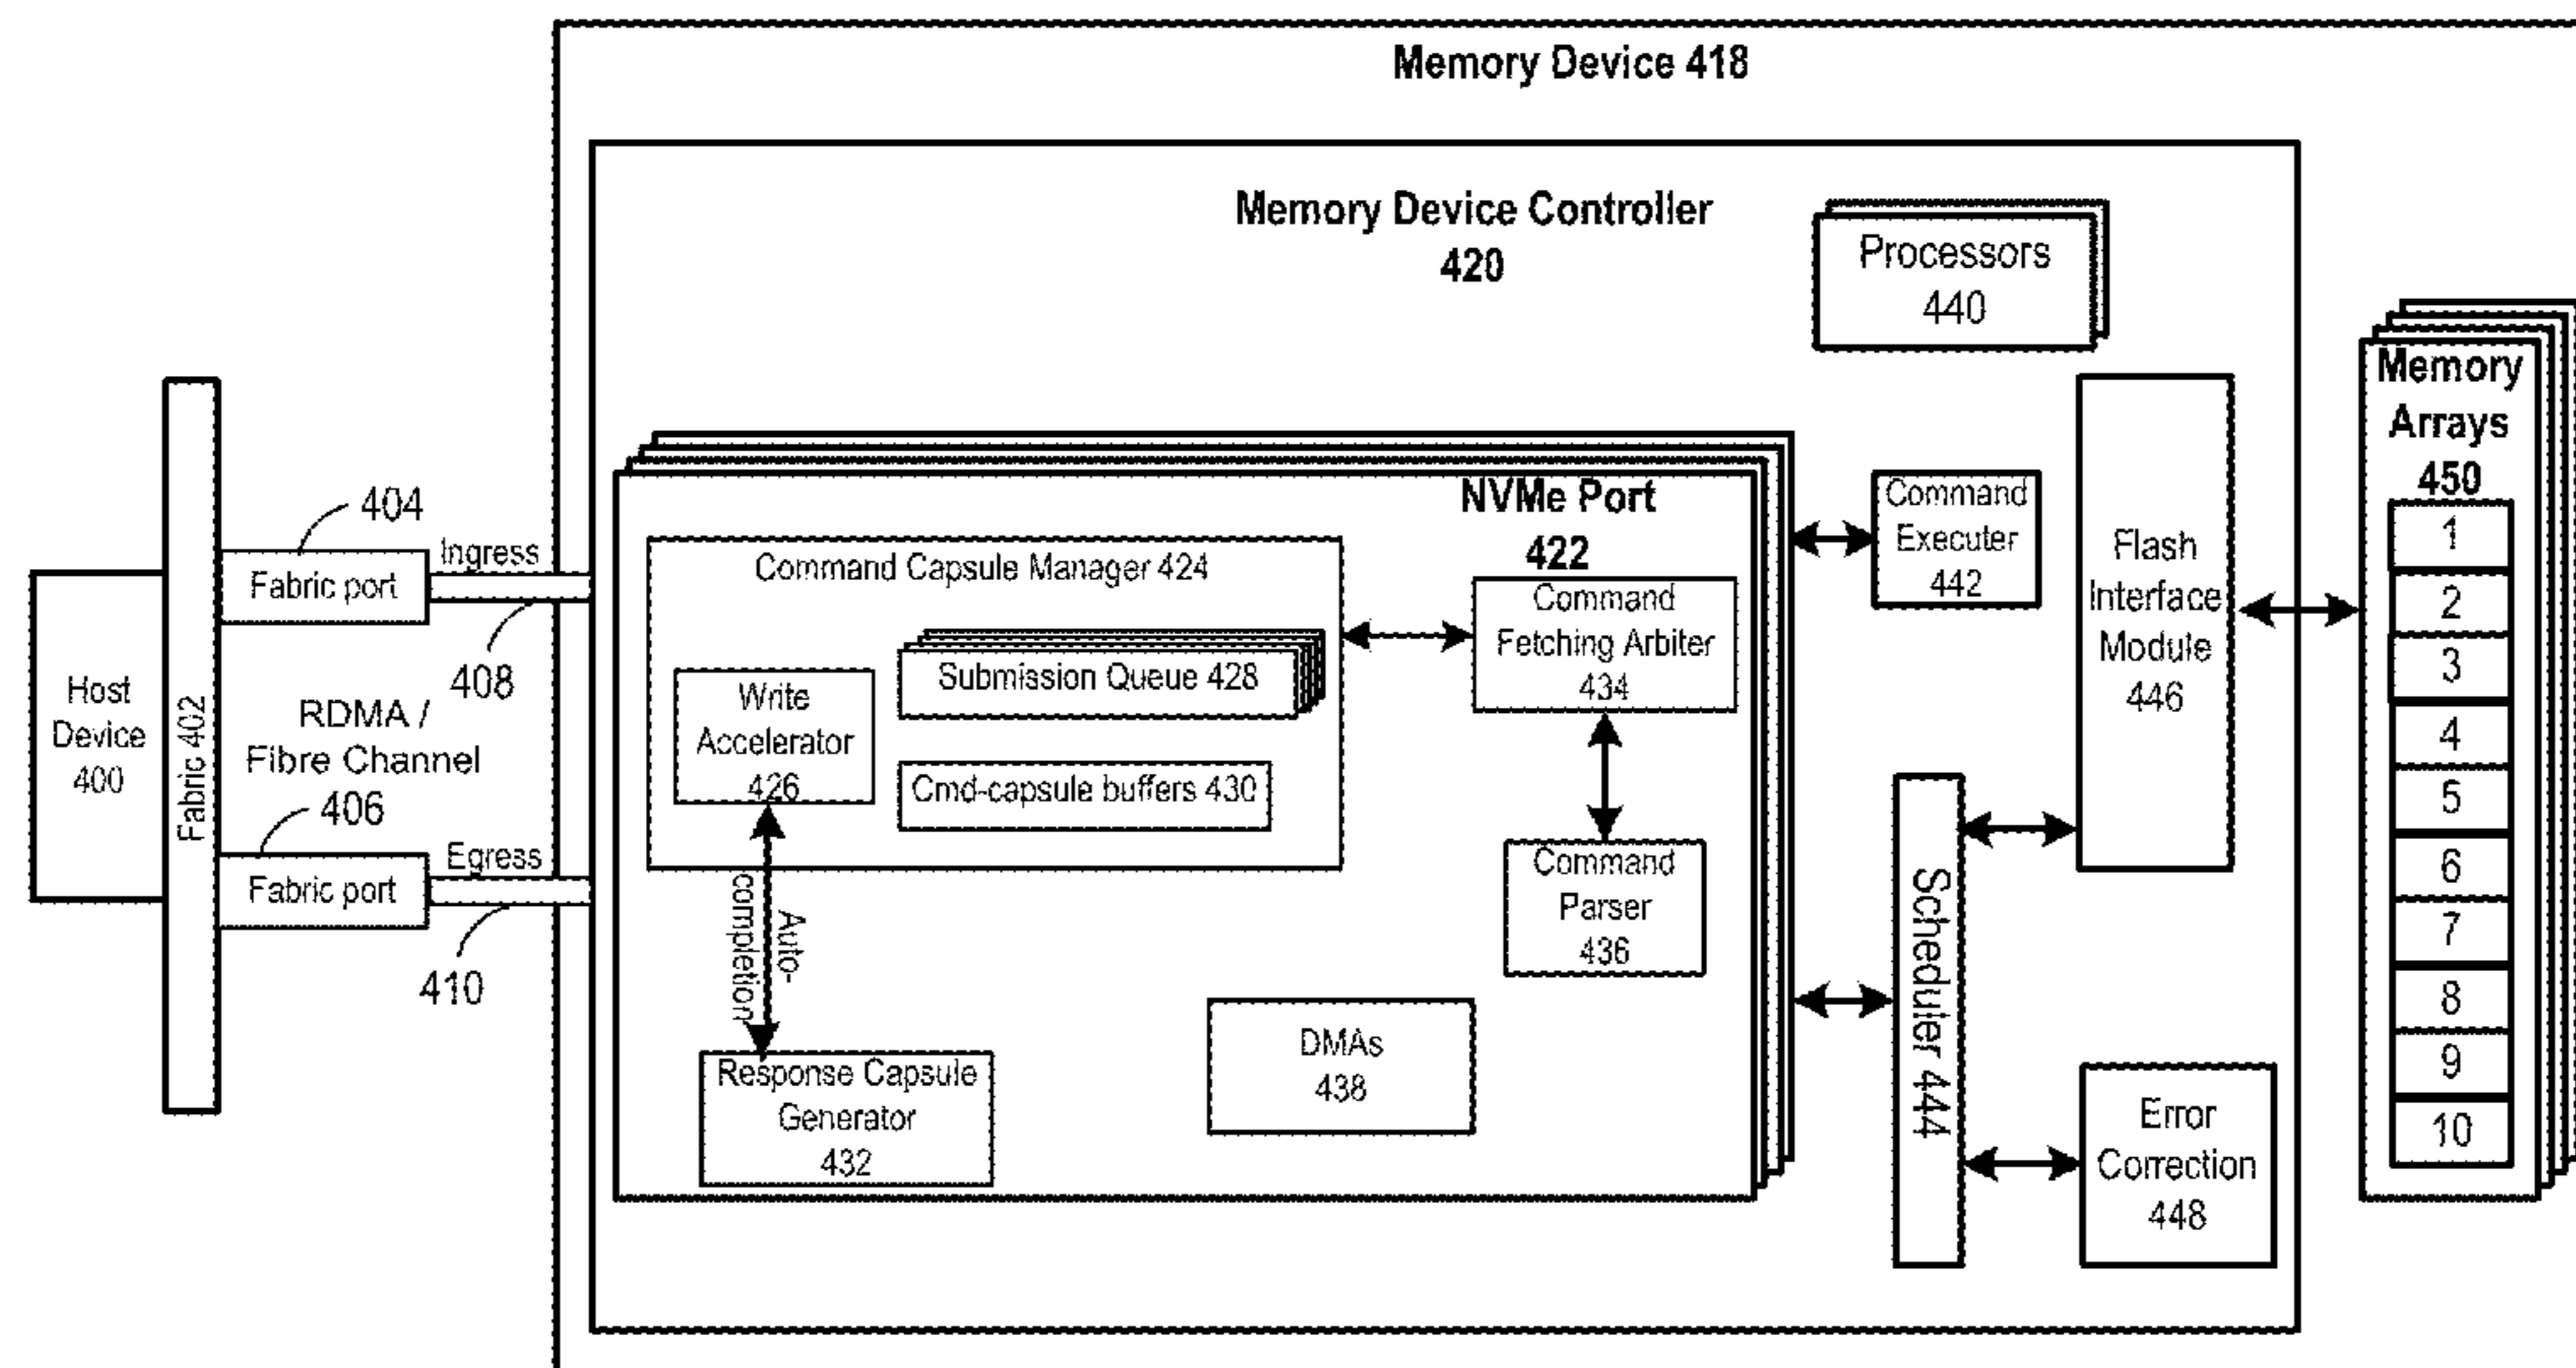 Memory Device 418
Memory Device Controller
420
Processors
440
Memory
Arrays
450
1
2
3
4
5
6
7
8
9
10
NVMe Port
422
Command
Executer
442
Flash
Interface
Module
446
404
Fabric port
Ingress
408
Host
Device
400
Fabric 402
RDMA /
Fibre Channel
406
Fabric port
Egress
410
Command Capsule Manager 424
Write
Accelerator
426
Submission Queue 428
Cmd-capsule buffers 430
Command
Fetching Arbiter
434
Command
Parser
436
Auto-
completion
Response Capsule
Generator
432
DMAs
438
Scheduler 444
Error
Correction
448